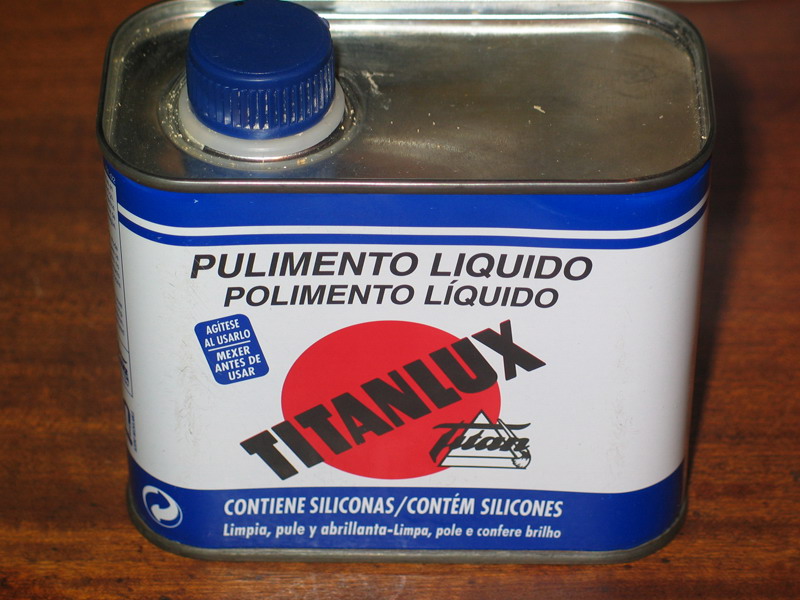 PULIMENTO LIQUIDO
POLIMENTO LÍQUIDO
AGÍTESE
AL USARLO
MEXER
ANTES DE
USAR
TITANLUX
Titan
CONTIENE SILICONAS/CONTÉM SILICONES
Limpia, pule y abrillanta-Limpa, pole e confere brilho